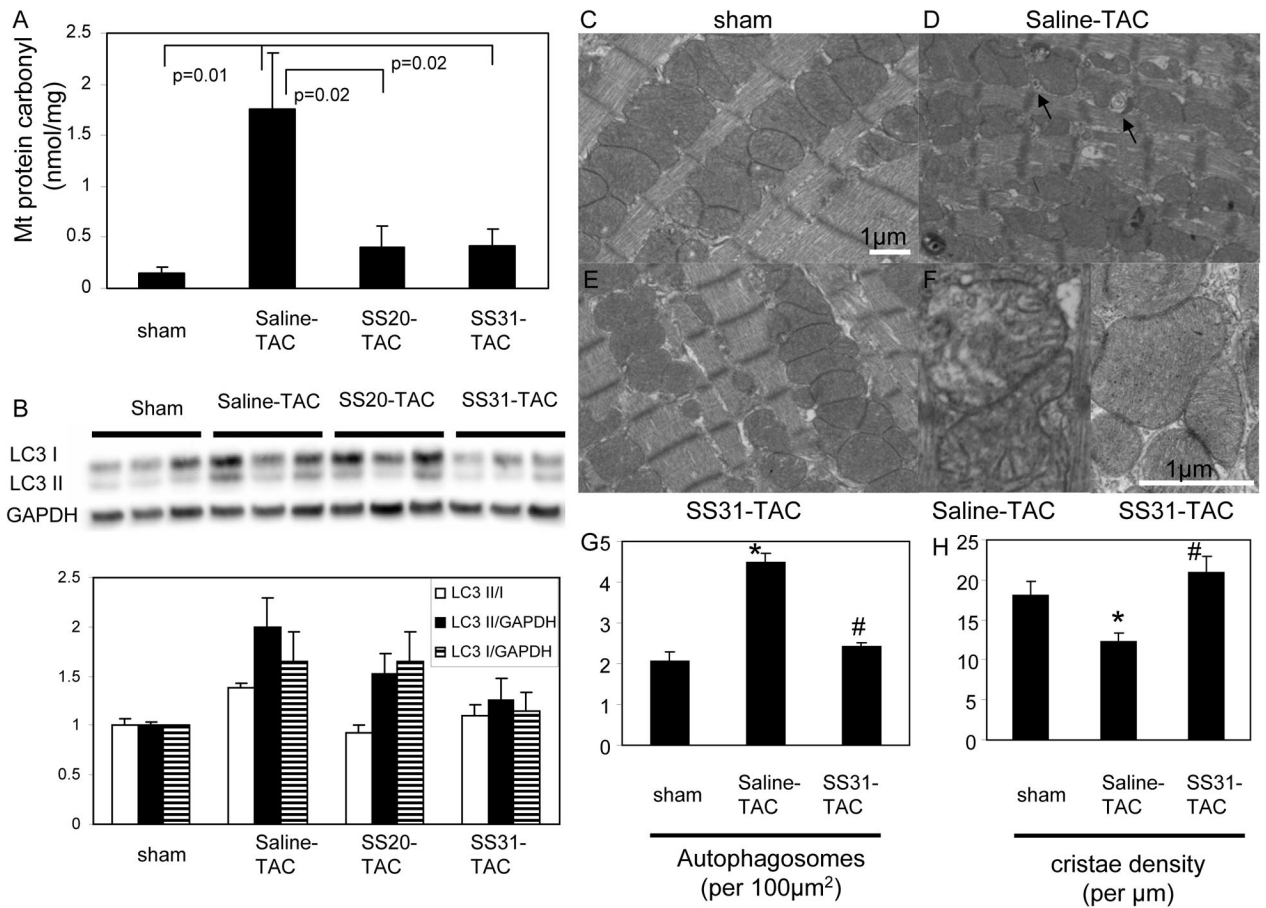 A
Mt protein carbonyl
(nmol/mg)
2.5
2
1.5
1
0.5
0
p=0.01
p=0.02
p=0.02
sham
Saline-
TAC
SS20-
TAC
SS31-
TAC
B
Sham
Saline-TAC
SS20-TAC
SS31-TAC
LC3 I
LC3 II
GAPDH
2.5
2
1.5
1
0.5
0
LC3 II/I
LC3 II/GAPDH
LC3 I/GAPDH
sham
Saline-
TAC
SS20-
TAC
SS31-
TAC
C
sham
1µm
D
Saline-TAC
E
SS31-TAC
F
1µm
Saline-TAC
SS31-TAC
G
5
4
3
2
1
0
*
#
sham
Saline-
TAC
SS31-
TAC
Autophagosomes
(per 100µm²)
H
25
20
15
10
5
0
*
#
sham
Saline-
TAC
SS31-
TAC
cristae density
(per µm)